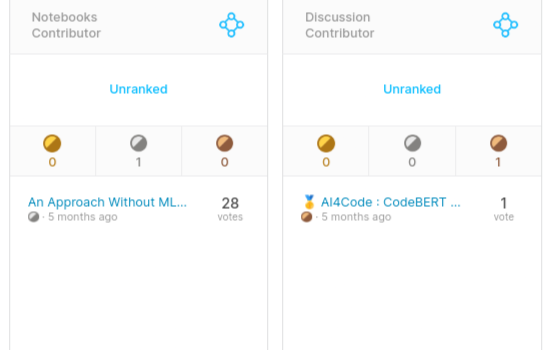 Notebooks
Contributor
Unranked
0
1
0
An Approach Without ML...
28
· 5 months ago
votes
Discussion
Contributor
Unranked
0
0
1
AI4Code : CodeBERT ...
1
· 5 months ago
vote